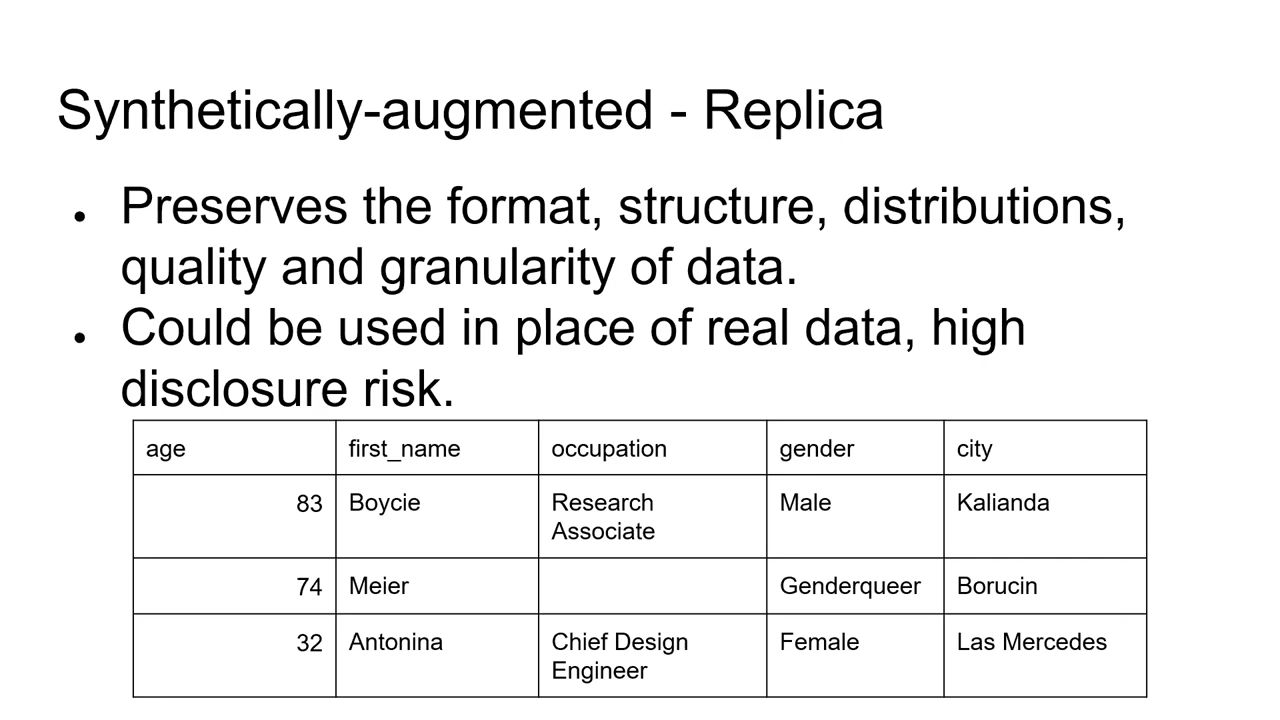 Synthetically-augmented - Replica
• Preserves the format, structure, distributions,
quality and granularity of data.
• Could be used in place of real data, high
disclosure risk.
age first_name occupation gender city
83 Boycie Research Male Kalianda
Associate
74 Meier Genderqueer Borucin
32 Antonina Chief Design Female Las Mercedes
Engineer